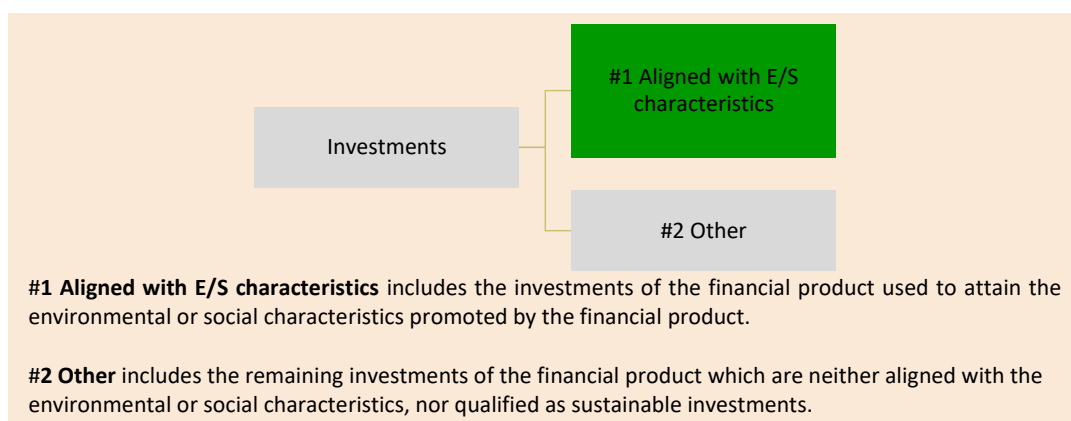 #1 Aligned with E/S
characteristics
Investments
#2 Other
#1 Aligned with E/S characteristics includes the investments of the financial product used to attain the
environmental or social characteristics promoted by the financial product.
#2 Other includes the remaining investments of the financial product which are neither aligned with the
environmental or social characteristics, nor qualified as sustainable investments.